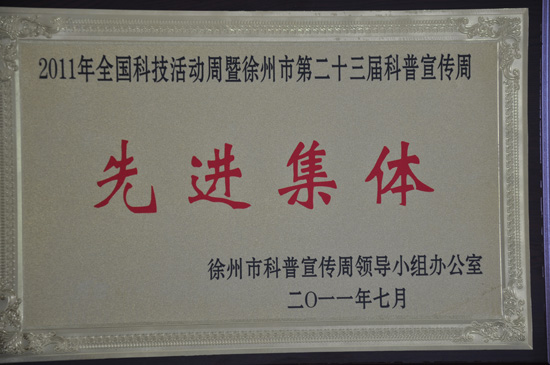 2011年全国科技活动周暨徐州市第二十三届科普宣传周
先进集体
徐州市科普宣传周领导小组办公室
二〇一一年七月